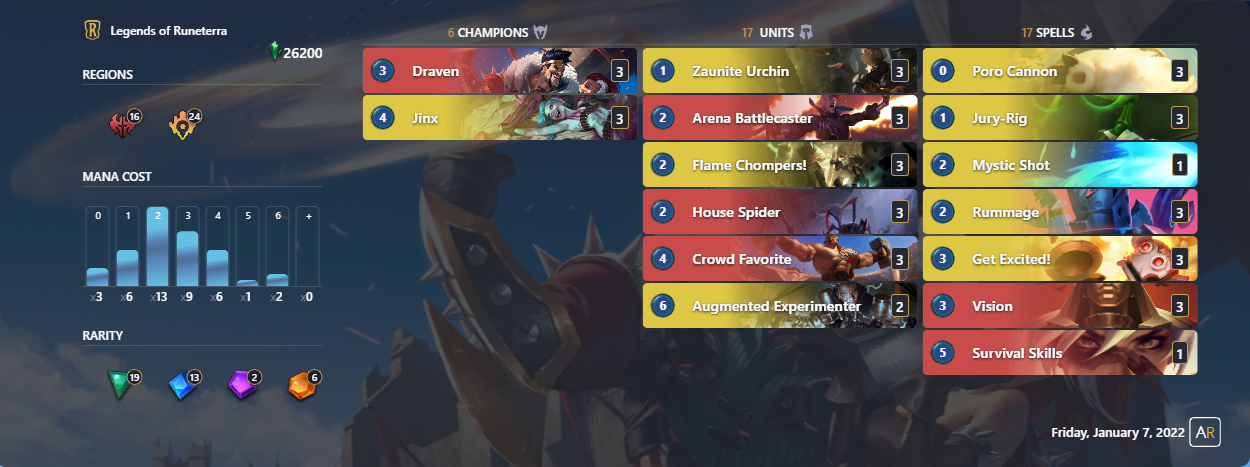 Legends of Runeterra
26200
REGIONS
16
24
MANA COST
0 1 2 3 4 5 6 +
x3 x6 x13 x9 x6 x1 x2 x0
RARITY
19 13 2 6
6 CHAMPIONS
3 Draven 3
4 Jinx 3
17 UNITS
1 Zaunite Urchin 3
2 Arena Battlecaster 3
2 Flame Chompers! 3
2 House Spider 3
4 Crowd Favorite 3
6 Augmented Experimenter 2
17 SPELLS
0 Poro Cannon 3
1 Jury-Rig 3
2 Mystic Shot 1
2 Rummage 3
3 Get Excited! 3
3 Vision 3
5 Survival Skills 1
Friday, January 7, 2022 AR